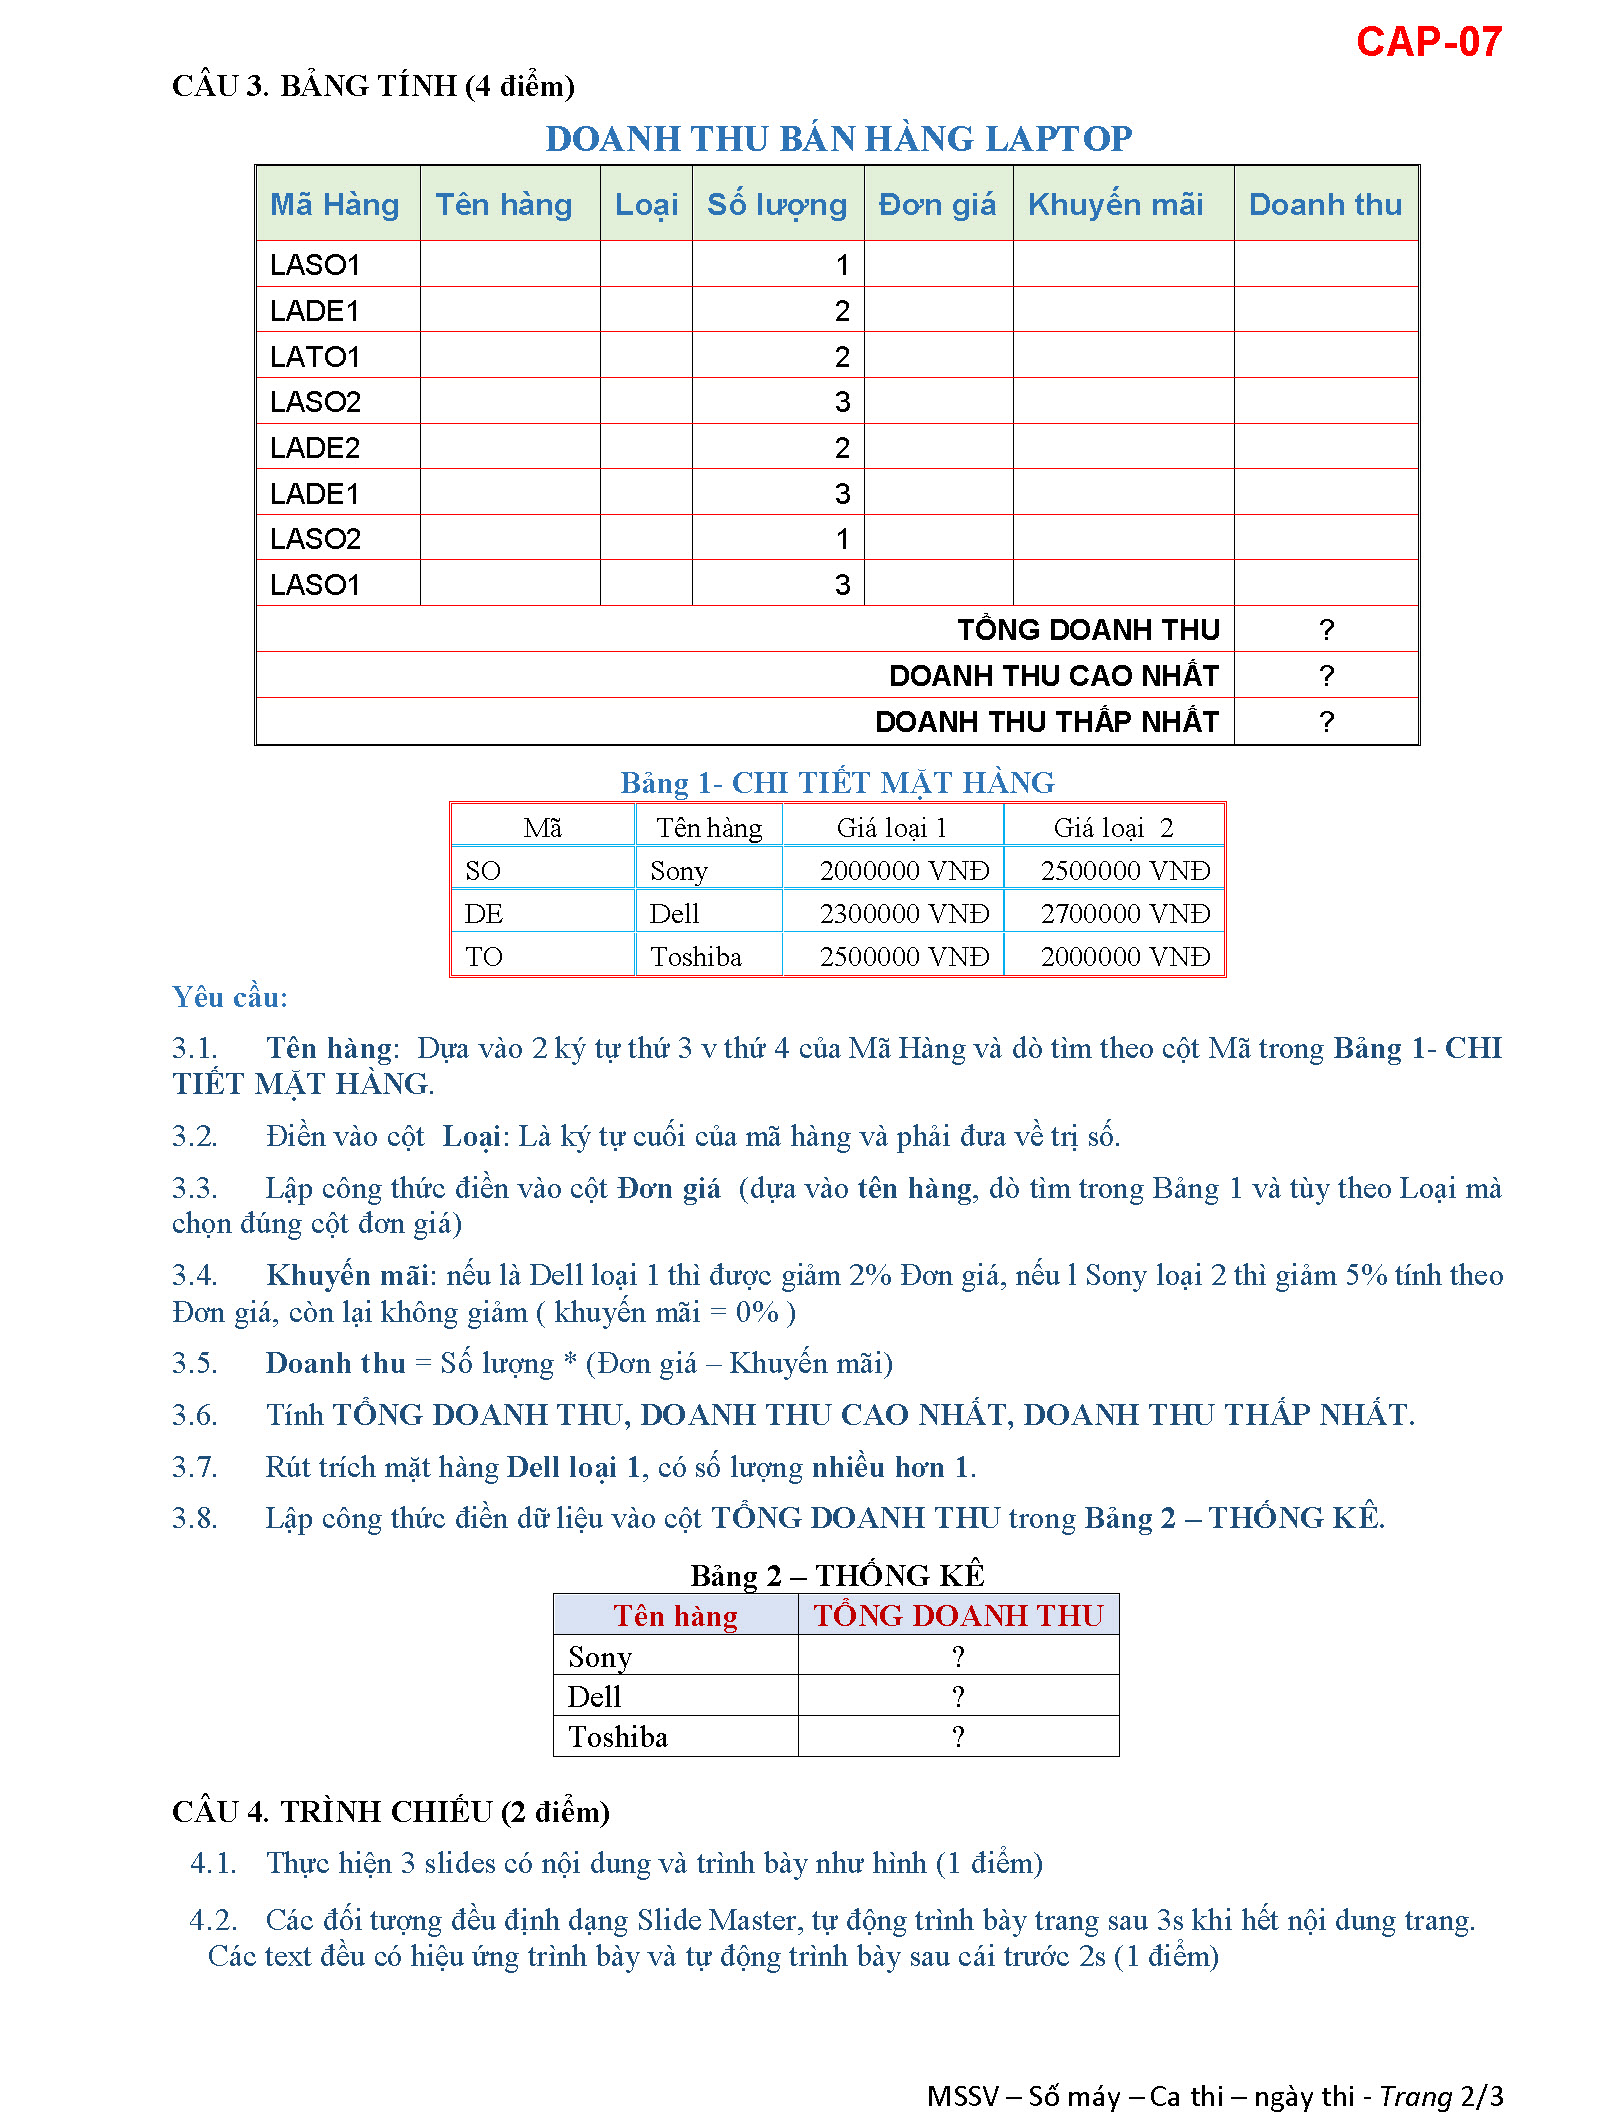 CAP-07
CÂU 3. BẢNG TÍNH (4 điểm)
DOANH THU BÁN HÀNG LAPTOP
Mã Hàng Tên hàng Loại Số lượng Đơn giá Khuyến mãi Doanh thu
LASO1 1
LADE1 2
LATO1 2
LASO2 3
LADE2 2
LADE1 3
LASO2 1
LASO1 3
TỔNG DOANH THU ?
DOANH THU CAO NHẤT ?
DOANH THU THẤP NHẤT ?
Bảng 1- CHI TIẾT MẶT HÀNG
Mã Tên hàng Giá loại 1 Giá loại 2
SO Sony 2000000 VNĐ 2500000 VNĐ
DE Dell 2300000 VNĐ 2700000 VNĐ
TO Toshiba 2500000 VNĐ 2000000 VNĐ
Yêu cầu:
3.1. Tên hàng: Dựa vào 2 ký tự thứ 3 v thứ 4 của Mã Hàng và dò tìm theo cột Mã trong Bảng 1- CHI
TIẾT MẶT HÀNG.
3.2. Điền vào cột Loại: Là ký tự cuối của mã hàng và phải đưa về trị số.
3.3. Lập công thức điền vào cột Đơn giá (dựa vào tên hàng, dò tìm trong Bảng 1 và tùy theo Loại mà
chọn đúng cột đơn giá)
3.4. Khuyến mãi: nếu là Dell loại 1 thì được giảm 2% Đơn giá, nếu l Sony loại 2 thì giảm 5% tính theo
Đơn giá, còn lại không giảm ( khuyến mãi = 0% )
3.5. Doanh thu = Số lượng * (Đơn giá – Khuyến mãi)
3.6. Tính TỔNG DOANH THU, DOANH THU CAO NHẤT, DOANH THU THẤP NHẤT.
3.7. Rút trích mặt hàng Dell loại 1, có số lượng nhiều hơn 1.
3.8. Lập công thức điền dữ liệu vào cột TỔNG DOANH THU trong Bảng 2 – THỐNG KÊ.
Bảng 2 – THỐNG KÊ
Tên hàng TỔNG DOANH THU
Sony ?
Dell ?
Toshiba ?
CÂU 4. TRÌNH CHIẾU (2 điểm)
4.1. Thực hiện 3 slides có nội dung và trình bày như hình (1 điểm)
4.2. Các đối tượng đều định dạng Slide Master, tự động trình bày trang sau 3s khi hết nội dung trang.
Các text đều có hiệu ứng trình bày và tự động trình bày sau cái trước 2s (1 điểm)
MSSV – Số máy – Ca thi – ngày thi - Trang 2/3